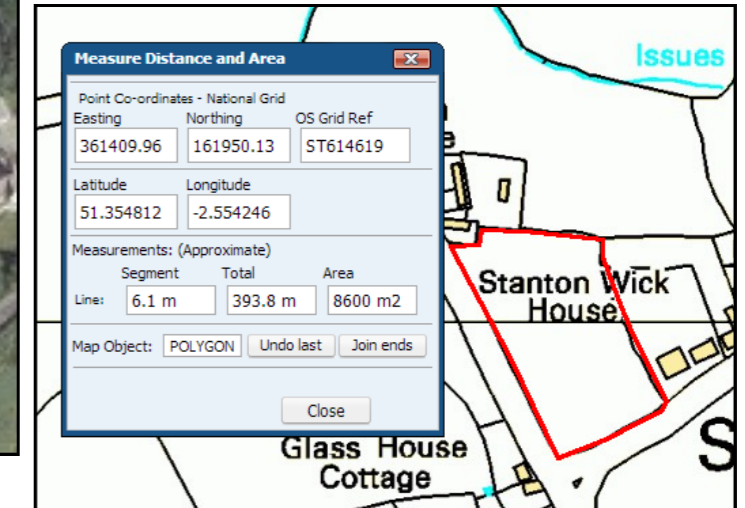 Measure Distance and Area
Point Co-ordinates - National Grid
Easting Northing OS Grid Ref
361409.96 161950.13 ST614619
Latitude Longitude
51.354812 -2.554246
Measurements: (Approximate)
Segment Total Area
Line: 6.1 m 393.8 m 8600 m2
Map Object: POLYGON Undo last Join ends
Close
Issues
Stanton Wick
House
Glass House
Cottage
S